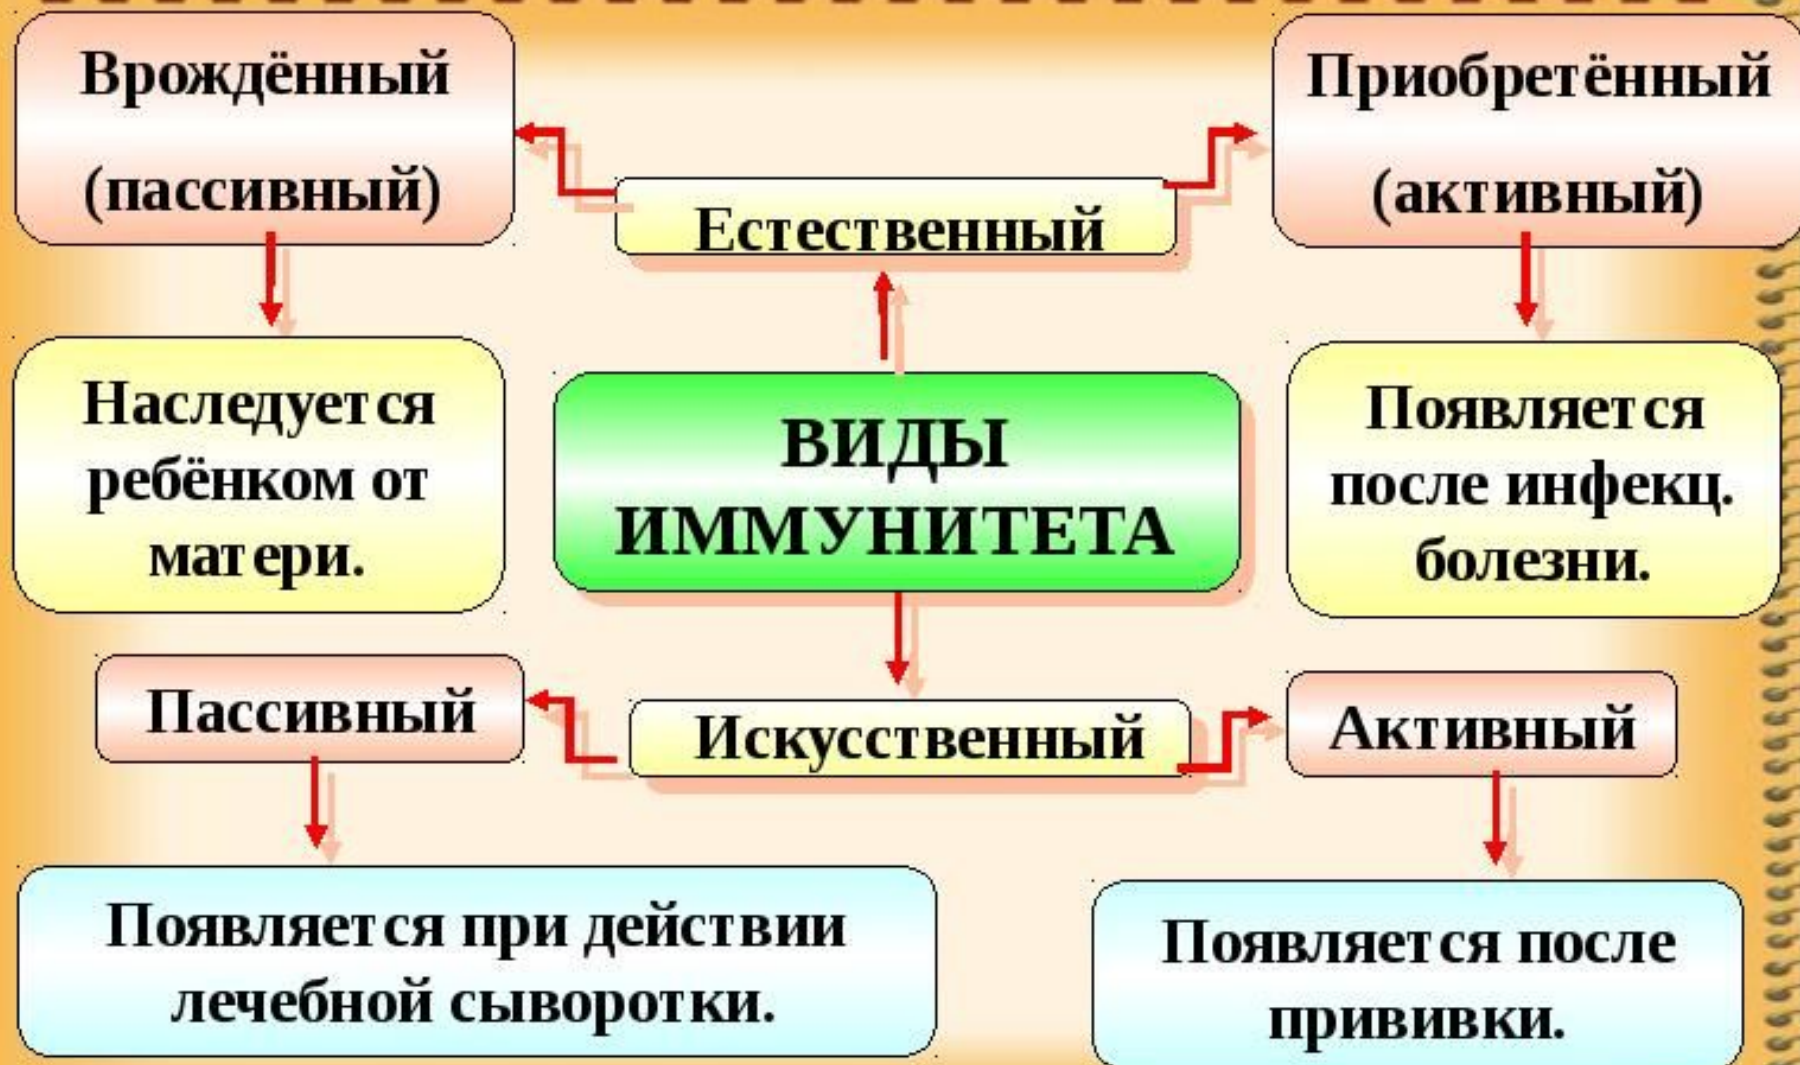 Врождённый
(пассивный)
Приобретённый
(активный)
Естественный
Наследуется
ребёнком от
матери.
ВИДЫ
ИММУНИТЕТА
Появляется
после инфекц.
болезни.
Пассивный
Искусственный
Активный
Появляется при действии
лечебной сыворотки.
Появляется после
прививки.